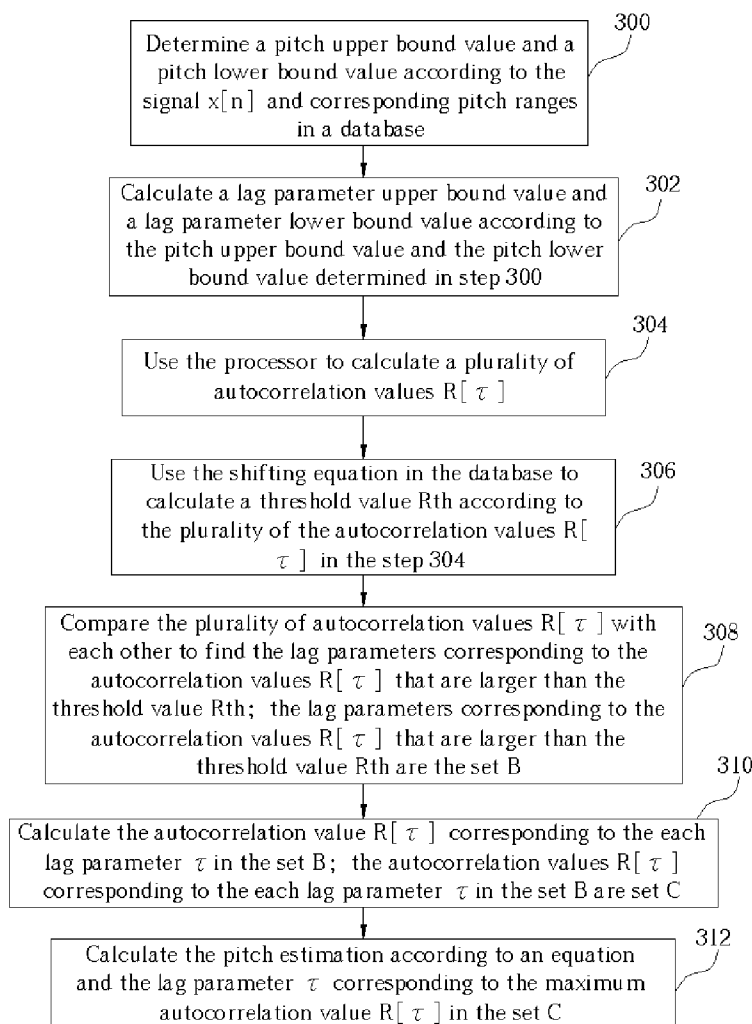 300
Determine a pitch upper bound value and a
pitch lower bound value according to the
signal x[n] and corresponding pitch ranges
in a database
302
Calculate a lag parameter upper bound value and
a lag parameter lower bound value according to
the pitch upper bound value and the pitch lower
bound value determined in step 300
304
Use the processor to calculate a plurality of
autocorrelation values R[ τ ]
306
Use the shifting equation in the database to
calculate a threshold value Rth according to
the plurality of the autocorrelation values R[
τ ] in the step 304
308
Compare the plurality of autocorrelation values R[ τ ] with
each other to find the lag parameters corresponding to the
autocorrelation values R[ τ ] that are larger than the
threshold value Rth; the lag parameters corresponding to the
autocorrelation values R[ τ ] that are larger than the
threshold value Rth are the set B
310
Calculate the autocorrelation value R[ τ ] corresponding to the each
lag parameter τ in the set B; the autocorrelation values R[ τ ]
corresponding to the each lag parameter τ in the set B are set C
312
Calculate the pitch estimation according to an equation
and the lag parameter τ corresponding to the maximum
autocorrelation value R[ τ ] in the set C